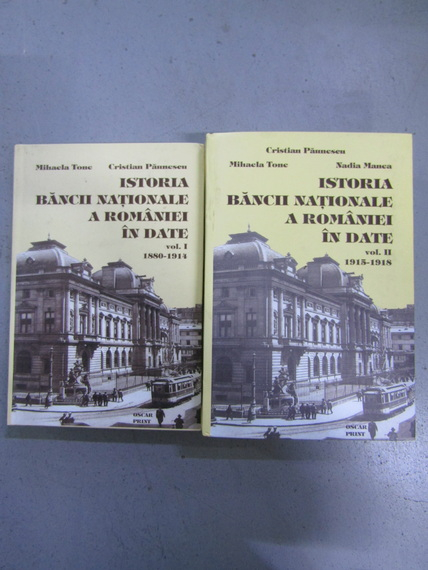 Mihaela Tone Cristian Păunescu
ISTORIA
BĂNCII NAȚIONALE
A ROMÂNIEI
ÎN DATE
vol. I
1880-1914
OSCAR
PRINT
Cristian Păunescu
Mihaela Tone Nadia Manea
ISTORIA
BĂNCII NAȚIONALE
A ROMÂNIEI
ÎN DATE
vol. II
1915-1918
OSCAR
PRINT